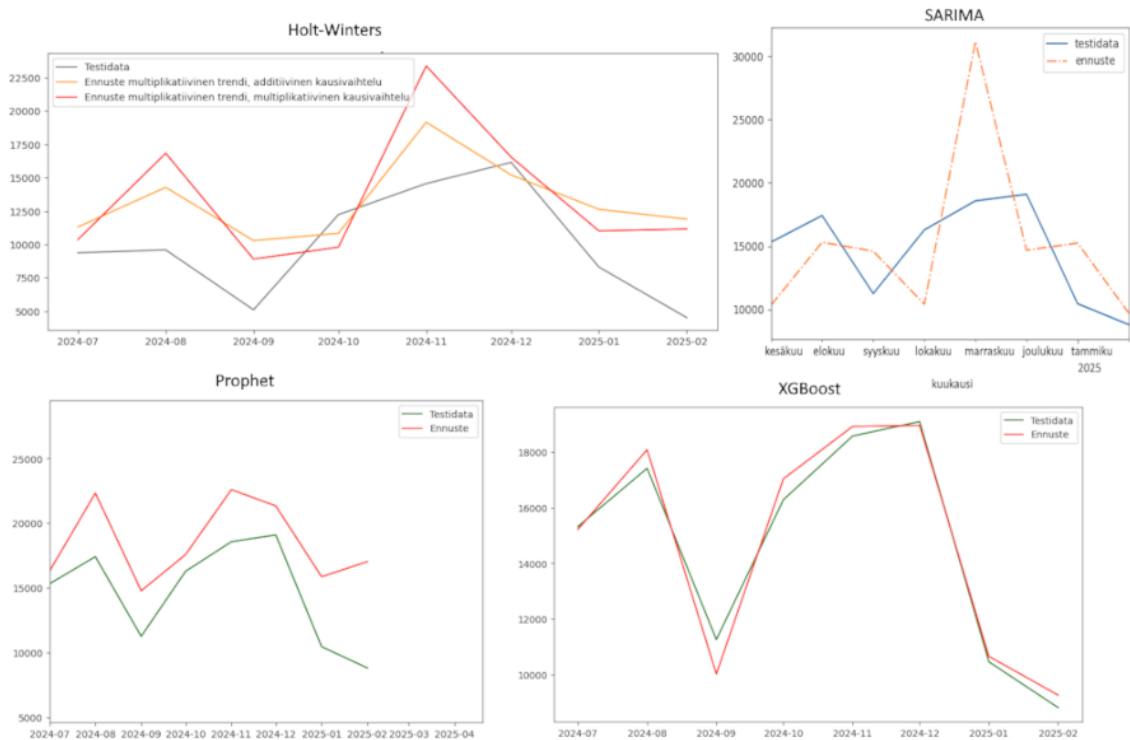 Holt-Winters
Testidata
Ennuste multiplikatiivinen trendi, additiivinen kausivaihtelu
Ennuste multiplikatiivinen trendi, multiplikatiivinen kausivaihtelu
22500
20000
17500
15000
12500
10000
7500
5000
2024-07 2024-08 2024-09 2024-10 2024-11 2024-12 2025-01 2025-02
SARIMA
testidata
ennuste
30000
25000
20000
15000
10000
kesäkuu elokuu syyskuu lokakuu marraskuu joulukuu tammiku
2025
kuukausi
Prophet
Testidata
Ennuste
25000
20000
15000
10000
5000
2024-07 2024-08 2024-09 2024-10 2024-11 2024-12 2025-01 2025-02 2025-03 2025-04
XGBoost
Testidata
Ennuste
18000
16000
14000
12000
10000
2024-07 2024-08 2024-09 2024-10 2024-11 2024-12 2025-01 2025-02